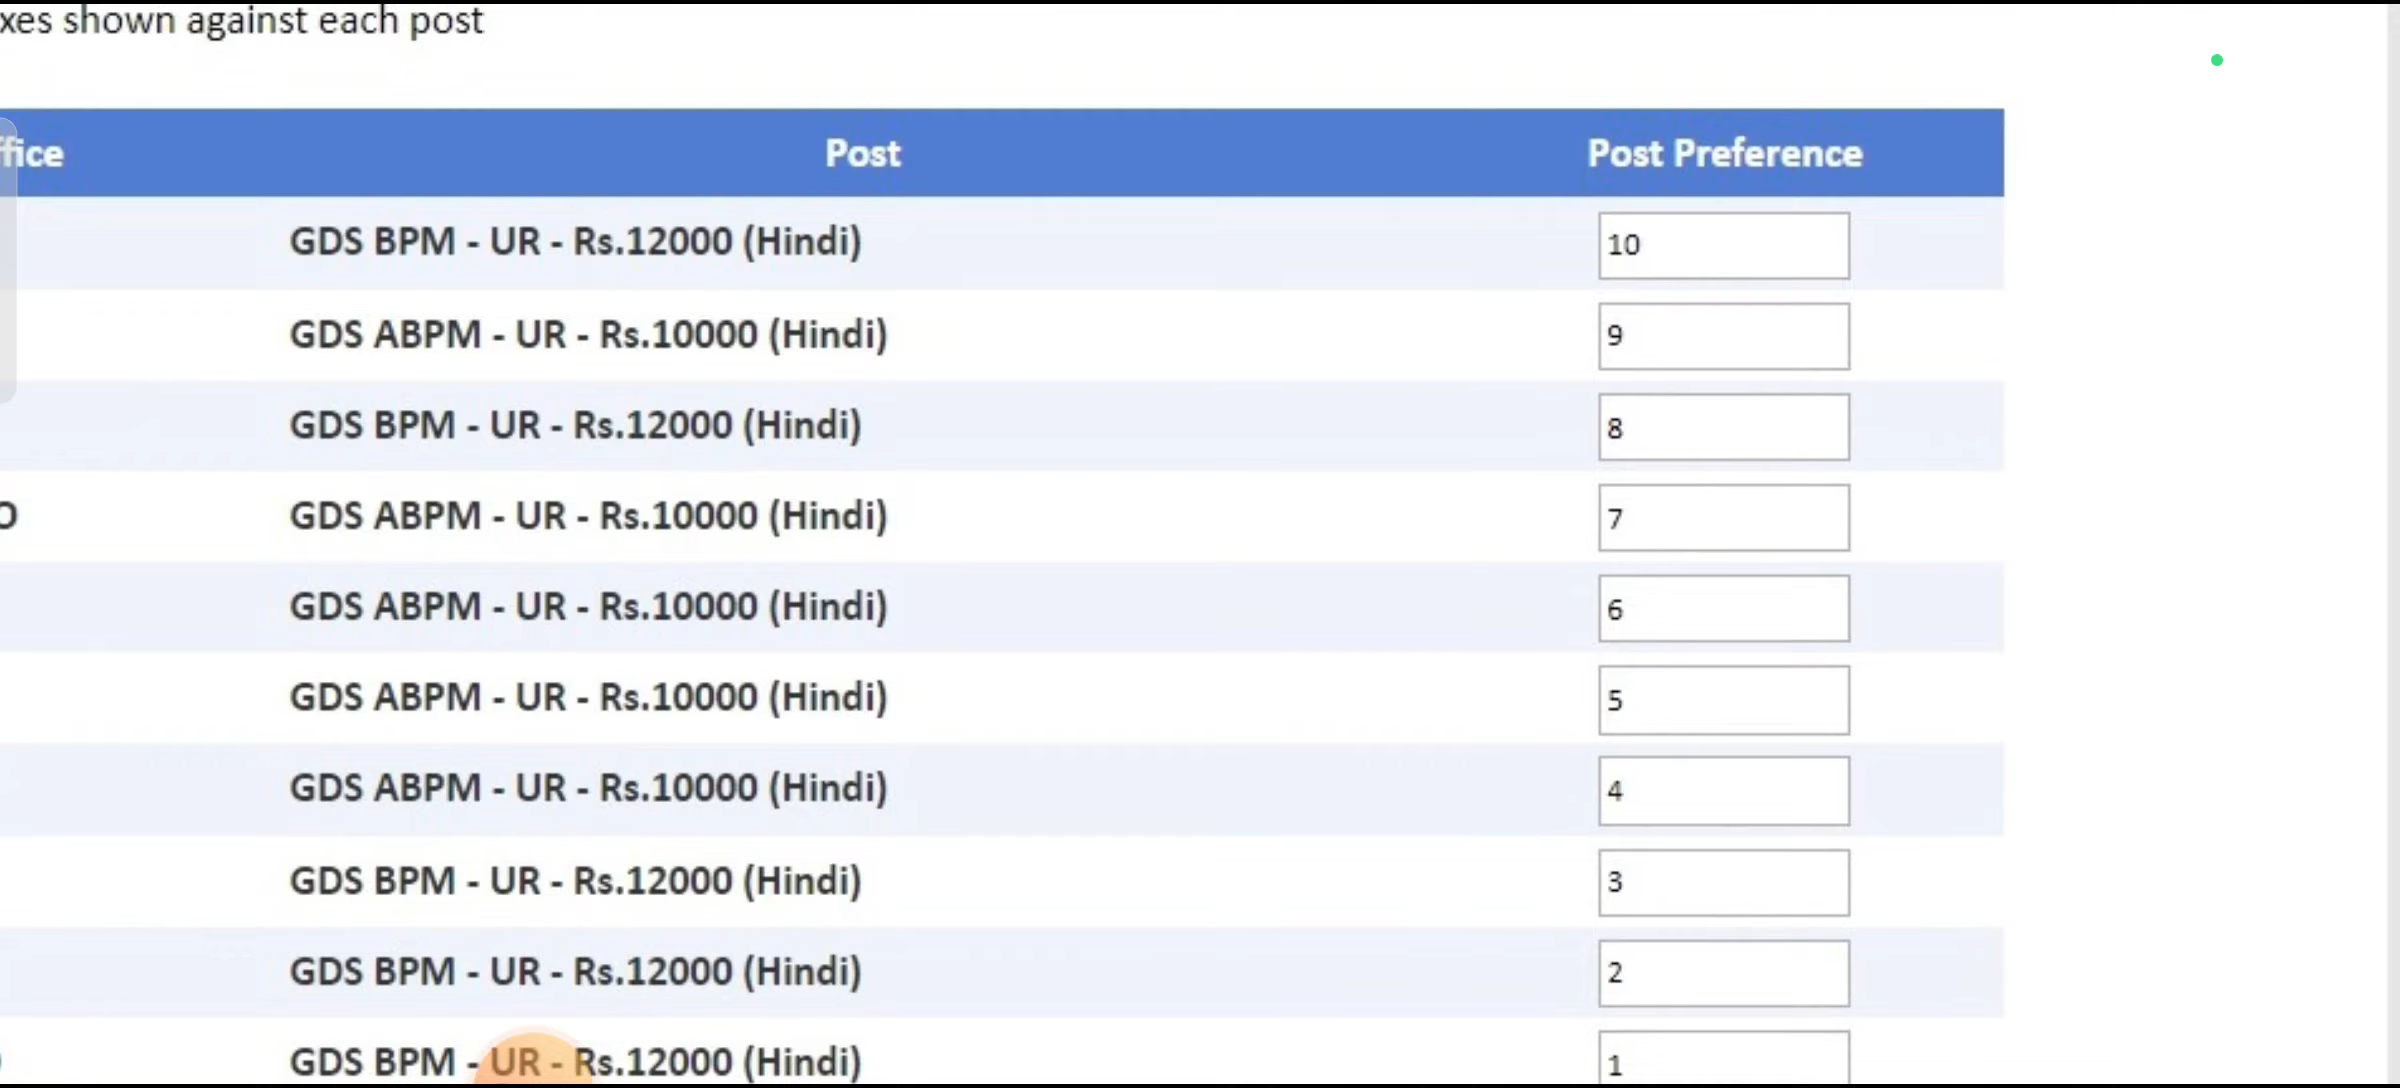 xes shown against each post
ffice Post Post Preference
GDS BPM - UR - Rs.12000 (Hindi) 10
GDS ABPM - UR - Rs.10000 (Hindi) 9
GDS BPM - UR - Rs.12000 (Hindi) 8
O GDS ABPM - UR - Rs.10000 (Hindi) 7
GDS ABPM - UR - Rs.10000 (Hindi) 6
GDS ABPM - UR - Rs.10000 (Hindi) 5
GDS ABPM - UR - Rs.10000 (Hindi) 4
GDS BPM - UR - Rs.12000 (Hindi) 3
GDS BPM - UR - Rs.12000 (Hindi) 2
GDS BPM - UR - Rs.12000 (Hindi) 1